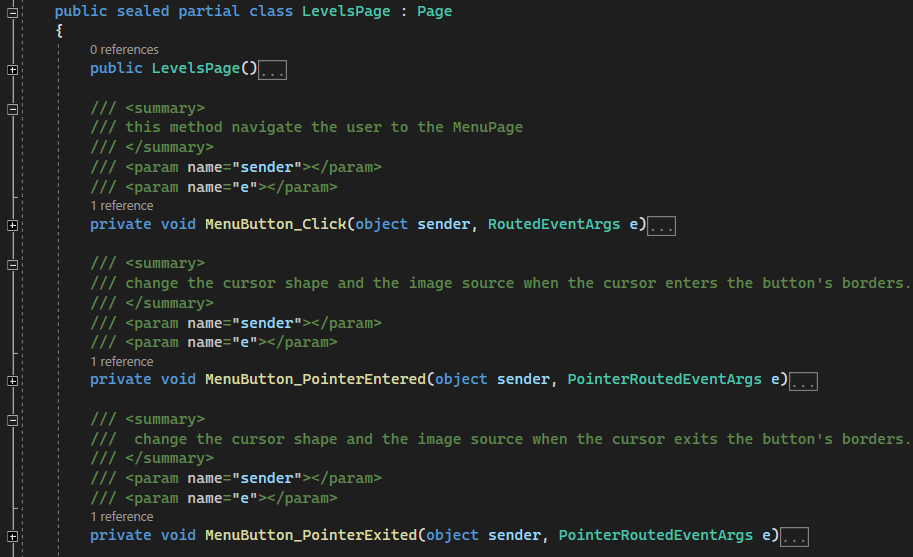 public sealed partial class LevelsPage : Page
{
0 references
public LevelsPage()...
/// <summary>
/// this method navigate the user to the MenuPage
/// </summary>
/// <param name="sender"></param>
/// <param name="e"></param>
1 reference
private void MenuButton_Click(object sender, RoutedEventArgs e)...
/// <summary>
/// change the cursor shape and the image source when the cursor enters the button's borders.
/// </summary>
/// <param name="sender"></param>
/// <param name="e"></param>
1 reference
private void MenuButton_PointerEntered(object sender, PointerRoutedEventArgs e)...
/// <summary>
///  change the cursor shape and the image source when the cursor exits the button's borders.
/// </summary>
/// <param name="sender"></param>
/// <param name="e"></param>
1 reference
private void MenuButton_PointerExited(object sender, PointerRoutedEventArgs e)...